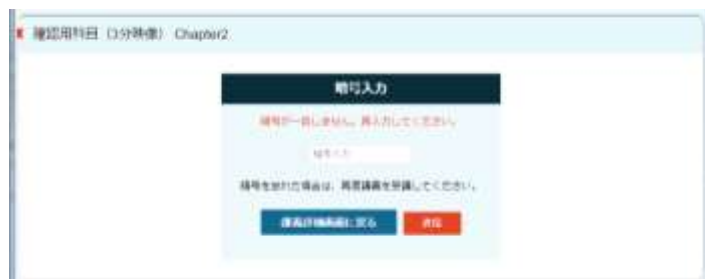 確認用科目（3分映像） Chapter2
暗号入力
暗号が一致しません。再入力してください。
暗号入力
暗号を忘れた場合は、再度講義を受講してください。
講義詳細画面に戻る
送信